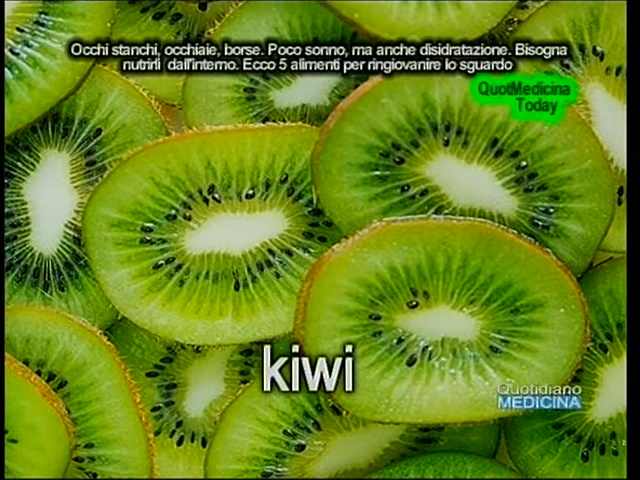 Occhi stanchi, occhiaie, borse. Poco sonno, ma anche disidratazione. Bisogna
nutrirli dall'interno. Ecco 5 alimenti per ringiovanire lo sguardo
QuotMedicina
Today
kiwi
Quotidiano
MEDICINA